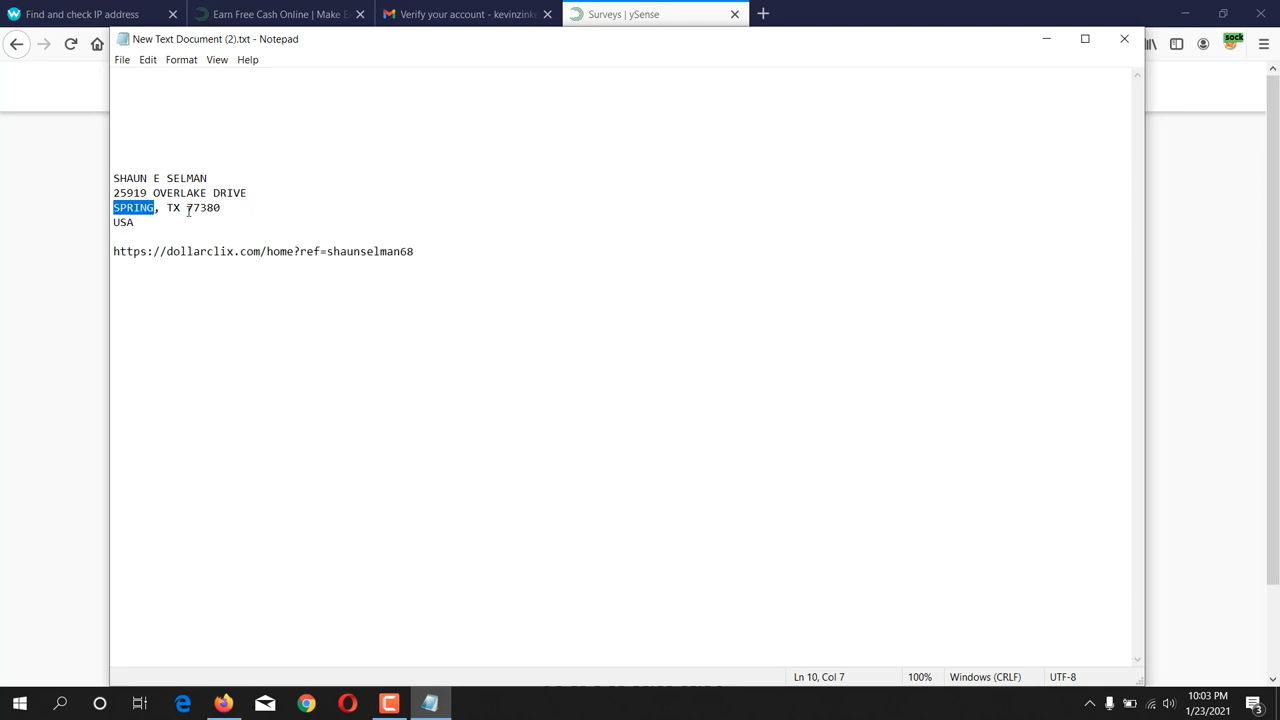 Find and check IP address
Earn Free Cash Online | Make E
Verify your account - kevinzink
Surveys | ySense
sock
New Text Document (2).txt - Notepad
File Edit Format View Help
SHAUN E SELMAN
25919 OVERLAKE DRIVE
SPRING, TX 77380
USA
https://dollarclix.com/home?ref=shaunselman68
Ln 10, Col 7
100%
Windows (CRLF)
UTF-8
10:03 PM
1/23/2021
3